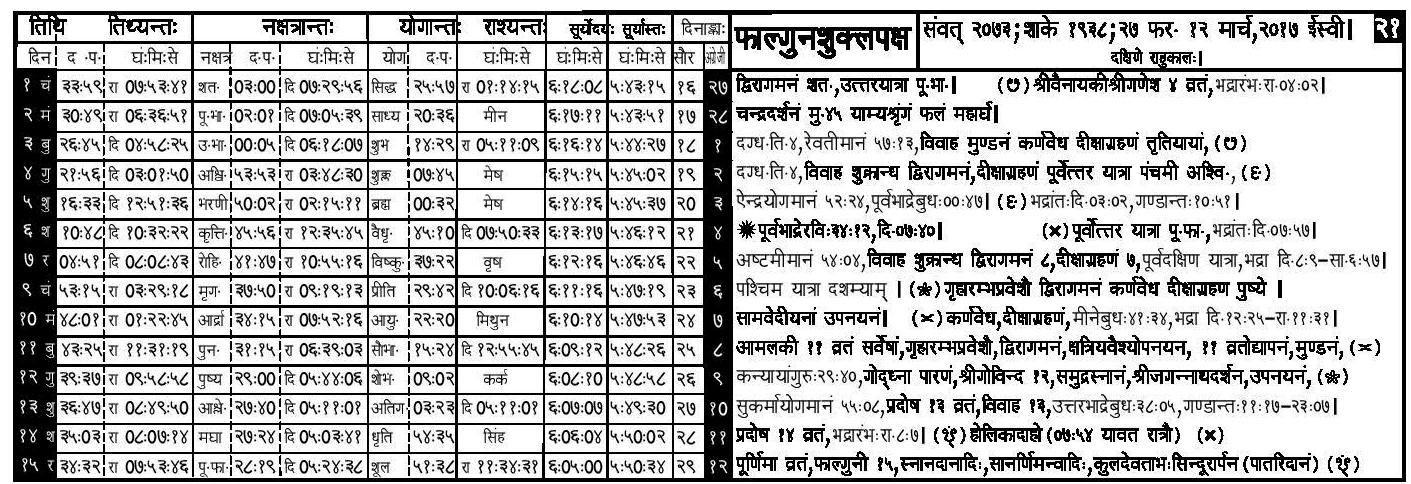 तिथि तिथ्यन्तः नक्षत्रान्तः योगान्तः राश्यन्तः सूर्योदयः सूर्यास्तः दिनाङ्काः फाल्गुनशुक्लपक्ष संवत् २०७३;शाके १९३८;२७ फर॰ १२ मार्च,२०१७ ईस्वी। २१
दक्षिणे राहुकालः।
दिन द ॰प॰ घंःमिःसे नक्षत्र द॰प॰ घंःमिःसे योग द॰प॰ घंःमिःसे घंःमिःसे घंःमिःसे सौर अंग्रेजी
१ चं ३३:५९ रा ०७:५३:४१ शत॰ ०३:०० दि ०७:२९:५६ सिद्ध २५:५७ रा ०१:१४:१५ ६:१८:०८ ५:४३:१५ १६ २७ द्विरागमनं शत॰,उत्तरयात्रा पू॰भा॰। (७) श्रीवैनायकीश्रीगणेश ४ व्रतं,भद्रारंभःरा॰०४:०२।
२ मं ३०:४९ रा ०६:३६:५१ पू॰भा॰ ०२:०१ दि ०७:०५:३९ साध्य २०:३६ मीन ६:१७:११ ५:४३:५१ १७ २८ चन्द्रदर्शनं मु॰४५ याम्यश्रृंगं फलं महार्घ।
३ बु २६:४५ दि ०४:५८:२५ उ॰भा॰ ००:०५ दि ०६:१८:०७ शुभ १४:२९ रा ०५:११:०९ ६:१६:१४ ५:४४:२७ १८ १ दग्ध॰ति॰४,रेवतीमानं ५७:१३,विवाह मुण्डनं कर्णवेध दीक्षाग्रहणं तृतियायां, (७)
४ गु २१:५६ दि ०३:०१:५० अश्वि॰ ५३:५३ रा ०३:४८:३० शुक्ल ०७:४५ मेष ६:१५:१५ ५:४५:०२ १९ २ दग्ध॰ति॰४,विवाह शुक्रान्ध द्विरागमनं,दीक्षाग्रहणं पूर्वेत्तर यात्रा पंचमी अश्वि॰, (६)
५ शु १६:३३ दि १२:५१:३६ भरणी ५०:०२ रा ०२:१५:११ ब्रह्म ००:३२ मेष ६:१४:१६ ५:४५:३७ २० ३ ऐन्द्रयोगमानं ५२:२४,पूर्वभाद्रेबुधः००:४७। (६) भद्रांतःदि॰०३:०२,गण्डान्तः१०:५१।
६ श १०:४८ दि १०:३२:२२ कृत्ति॰ ४५:५६ रा १२:३५:४५ वैधृ॰ ४५:१० दि ०७:५०:३३ ६:१३:१७ ५:४६:१२ २१ ४ ✹पूर्वभाद्रेरविः३४:१२,दि॰०७:४०। (×) पूर्वोत्तर यात्रा पू॰फा॰,भद्रांतःदि॰०७:५७।
७ र ०४:५१ दि ०८:०८:४३ रोहि॰ ४१:४७ रा १०:५५:१६ विष्कु॰ ३७:२२ वृष ६:१२:१६ ५:४६:४६ २२ ५ अष्टमीमानं ५४:०४,विवाह शुक्रान्ध द्विरागमनं ८,दीक्षाग्रहणं ७,पूर्वदक्षिण यात्रा,भद्रा दि॰८:९–सा॰६:५७।
९ चं ५३:१५ रा ०३:२९:१८ मृग॰ ३७:५० रा ०९:१९:१३ प्रीति २९:४२ दि १०:०६:१६ ६:११:१६ ५:४७:१९ २३ ६ पश्चिम यात्रा दशम्याम् । (❀) गृहारम्भप्रवेशौ द्विरागमनं कर्णवेध दीक्षाग्रहण पुष्ये ।
१० मं ४८:०१ रा ०१:२२:४५ आर्द्रा ३४:१५ रा ०७:५२:१६ आयु॰ २२:२० मिथुन ६:१०:१४ ५:४७:५३ २४ ७ सामवेदीयनां उपनयनं। (×) कर्णवेध,दीक्षाग्रहणं,मीनेबुधः४१:३४,भद्रा दि॰१२:२५–रा॰११:३१।
११ बु ४३:२५ रा ११:३१:१९ पुन॰ ३१:१५ रा ०६:३९:०३ सौभा॰ १५:२४ दि १२:५५:४५ ६:०९:१२ ५:४८:२६ २५ ८ आमलकी ११ व्रतं सर्वेषां,गृहारम्भप्रवेशौ,द्विरागमनं,क्षत्रियवैश्योपनयन, ११ व्रतोद्यापनं,मुण्डनं, (×)
१२ गु ३९:३७ रा ०९:५८:५८ पुष्य २९:०० दि ०५:४४:०६ शोभ॰ ०९:०२ कर्क ६:०८:१० ५:४८:५८ २६ ९ कन्यायांगुरुः२९:४०,गोद्ध्ना पारणं,श्रीगोविन्द १२,समुद्रस्नानं,श्रीजगन्नाथदर्शन,उपनयनं, (❀)
१३ शु ३६:४७ रा ०८:४९:५० आश्ले॰ २७:४० दि ०५:११:०१ अतिग॰ ०३:२३ दि ०५:११:०१ ६:०७:०७ ५:४९:३० २७ १० सुकर्मायोगमानं ५५:०८,प्रदोष १३ व्रतं,विवाह १३,उत्तरभाद्रेबुधः३८:०५,गण्डान्तः११:१७–२३:०७।
१४ श ३५:०३ रा ०८:०७:१४ मघा २७:२४ दि ०५:०३:४१ धृति ५४:३५ सिंह ६:०६:०४ ५:५०:०२ २८ ११ प्रदोष १४ व्रतं,भद्रारंभःरा॰८:७। होलिकादाहो (०७:५४ यावत रात्रौ) (×)
१५ र ३४:३२ रा ०७:५३:४६ पू॰फा॰ २८:१९ दि ०५:२४:३८ शूल ५१:३८ रा ११:३४:३१ ६:०५:०० ५:५०:३४ २९ १२ पूर्णिमा व्रतं,फाल्गुनी १५,स्नानदानादिः,सानर्णिमन्वादिः,कुलदेवताभःसिन्दूरार्पन (पातरिदानं)